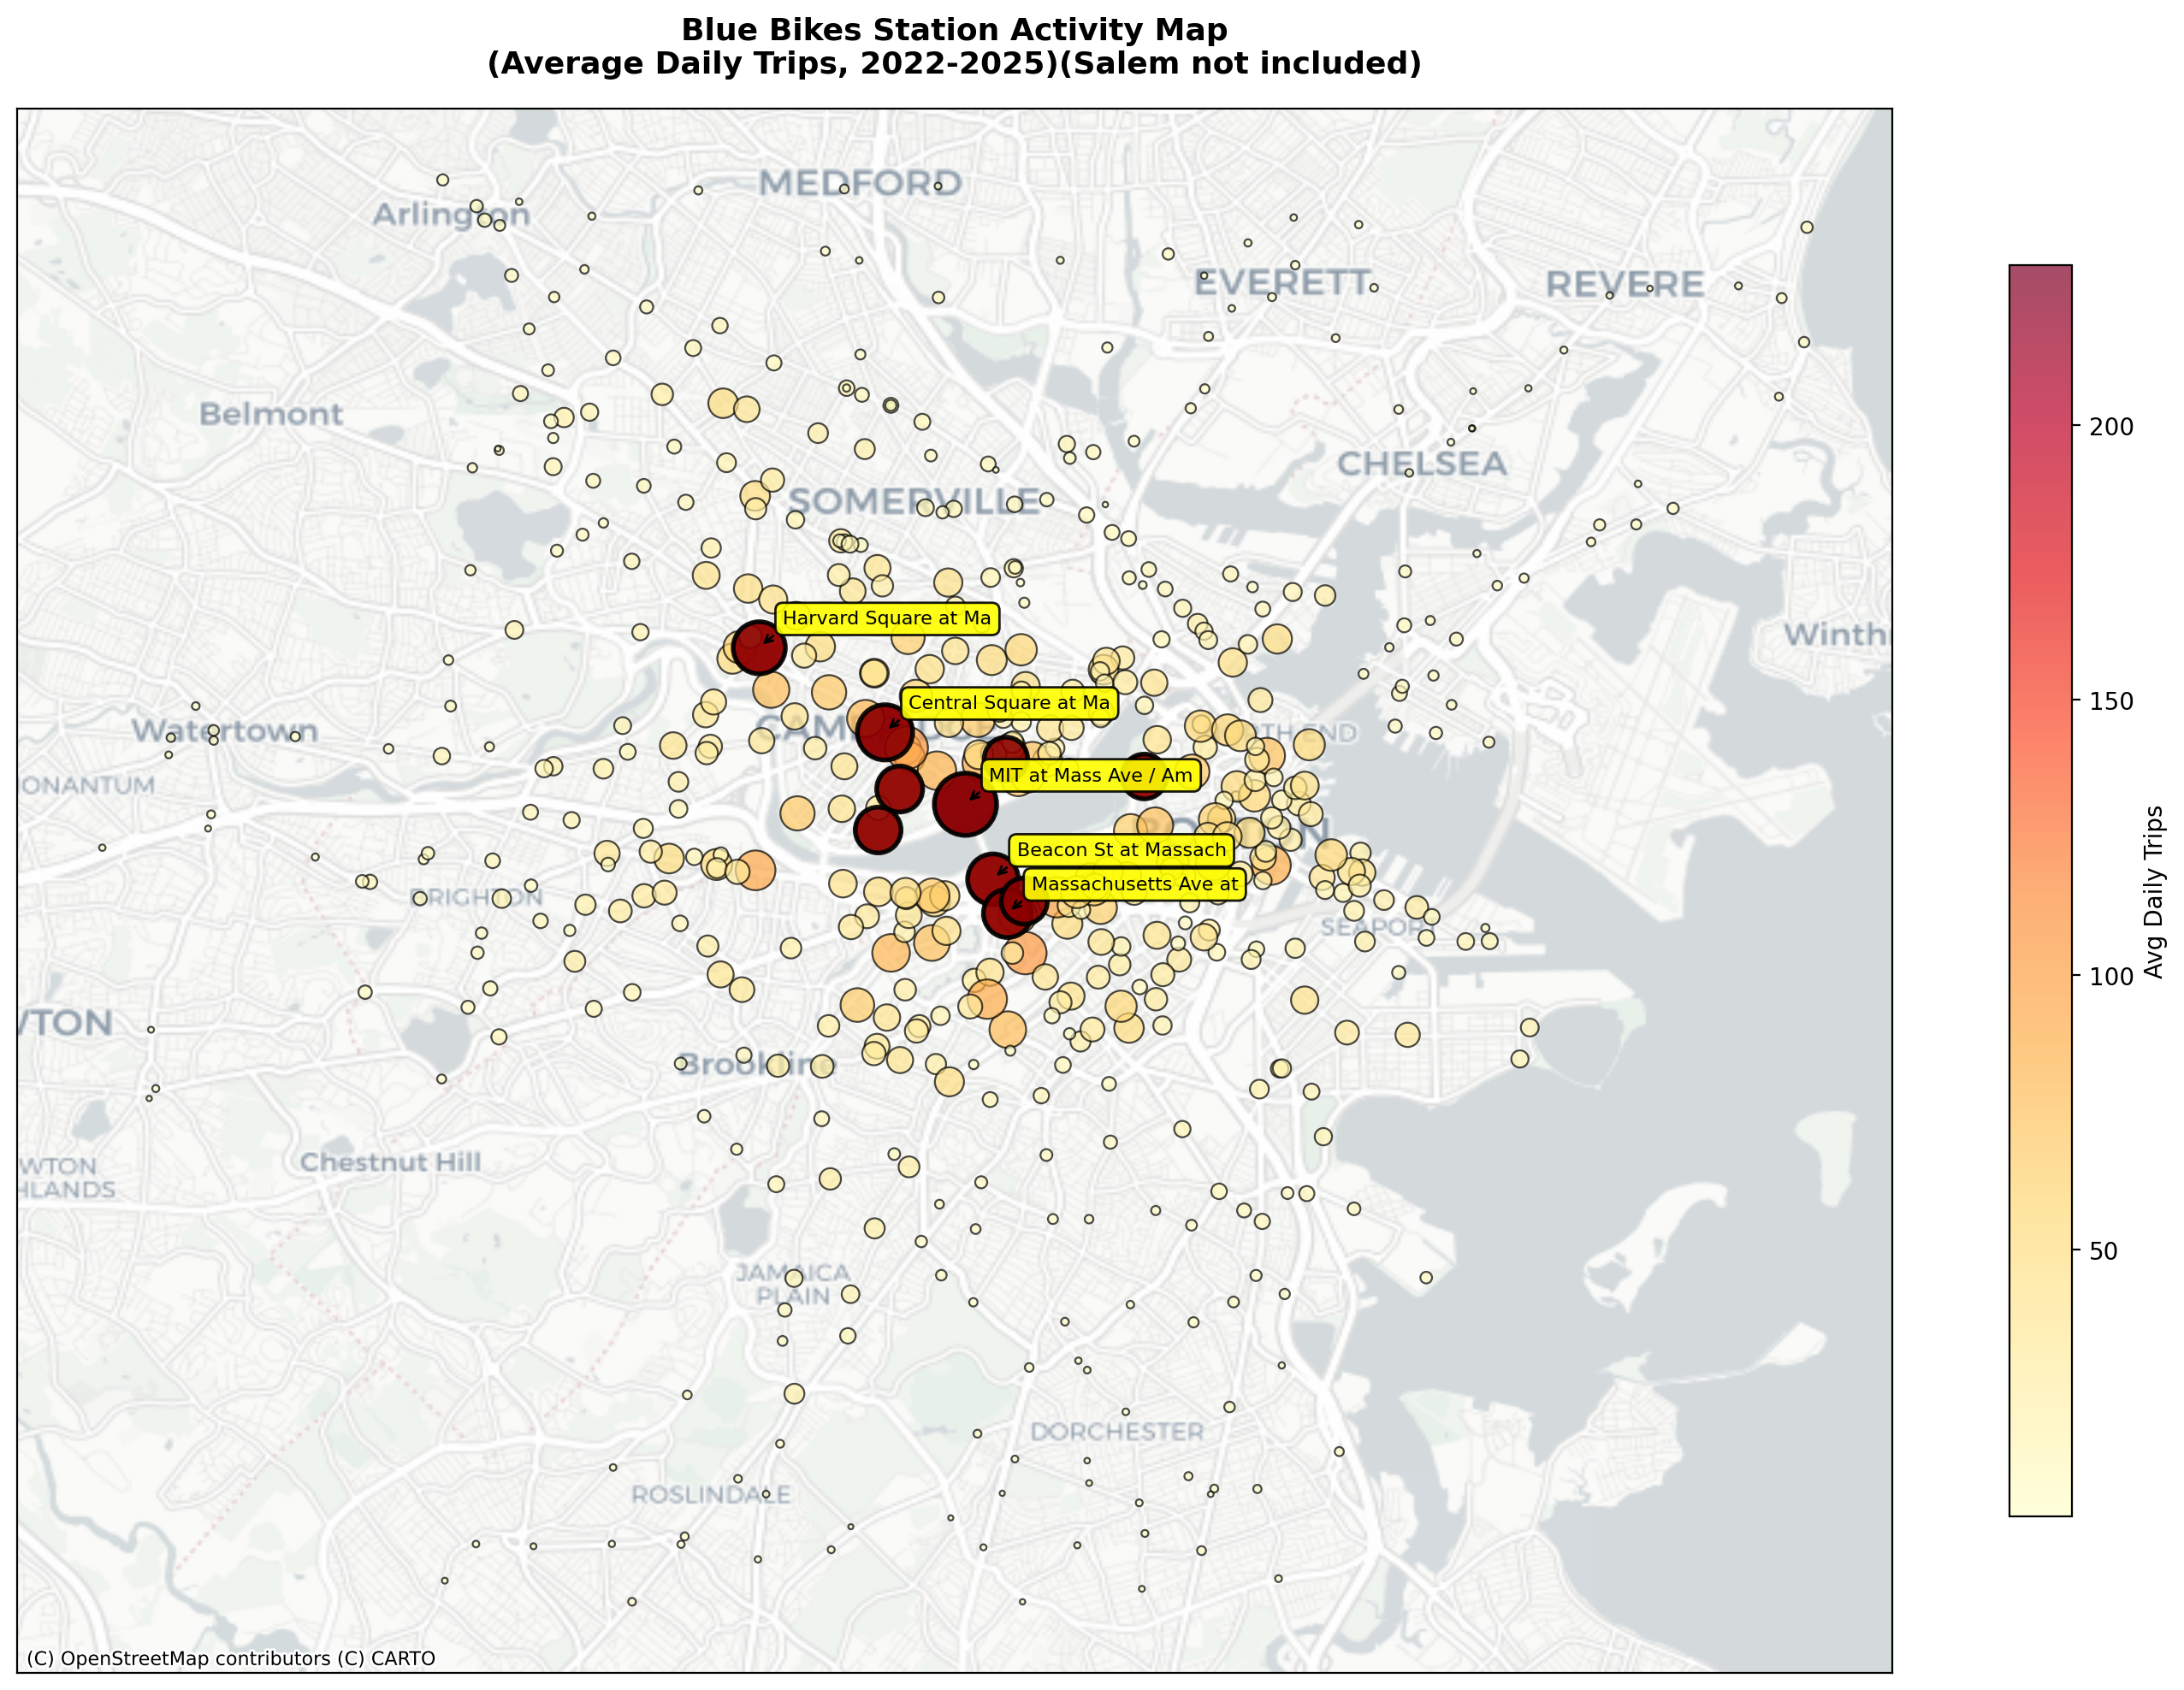 Blue Bikes Station Activity Map
(Average Daily Trips, 2022-2025)(Salem not included)
MEDFORD
Arlington
EVERETT
REVERE
Belmont
CHELSEA
SOMERVILLE
Harvard Square at Ma
Winth
Central Square at Ma
Watertown
MIT at Mass Ave / Am
ONANTUM
Beacon St at Massach
Massachusetts Ave at
BRIGHTON
SEAPORT
TON
Brookline
Chestnut Hill
WTON
HLANDS
JAMAICA
PLAIN
DORCHESTER
ROSLINDALE
(C) OpenStreetMap contributors (C) CARTO
200
150
100
50
Avg Daily Trips